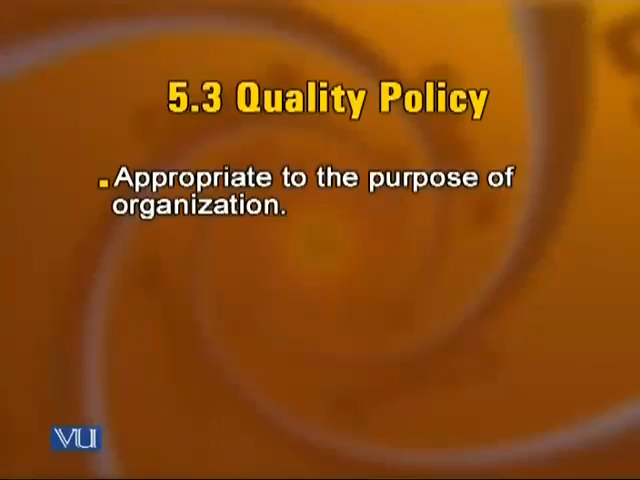 5.3 Quality Policy
Appropriate to the purpose of
organization.
VU